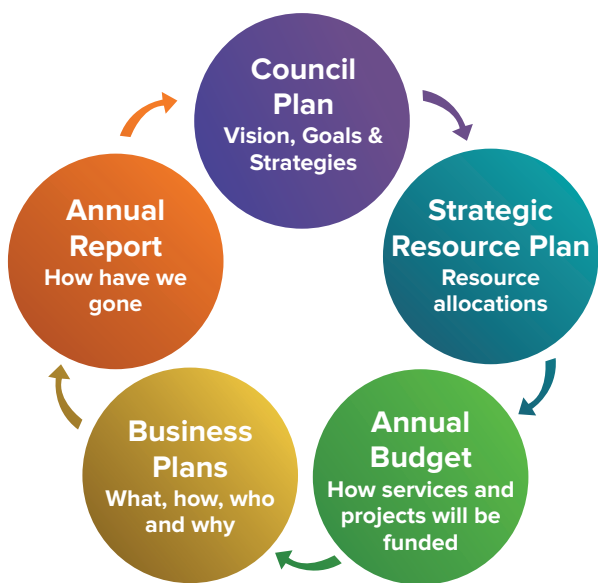 Council
Plan
Vision, Goals &
Strategies
Strategic
Resource Plan
Resource
allocations
Annual
Budget
How services and
projects will be
funded
Business
Plans
What, how, who
and why
Annual
Report
How have we
gone